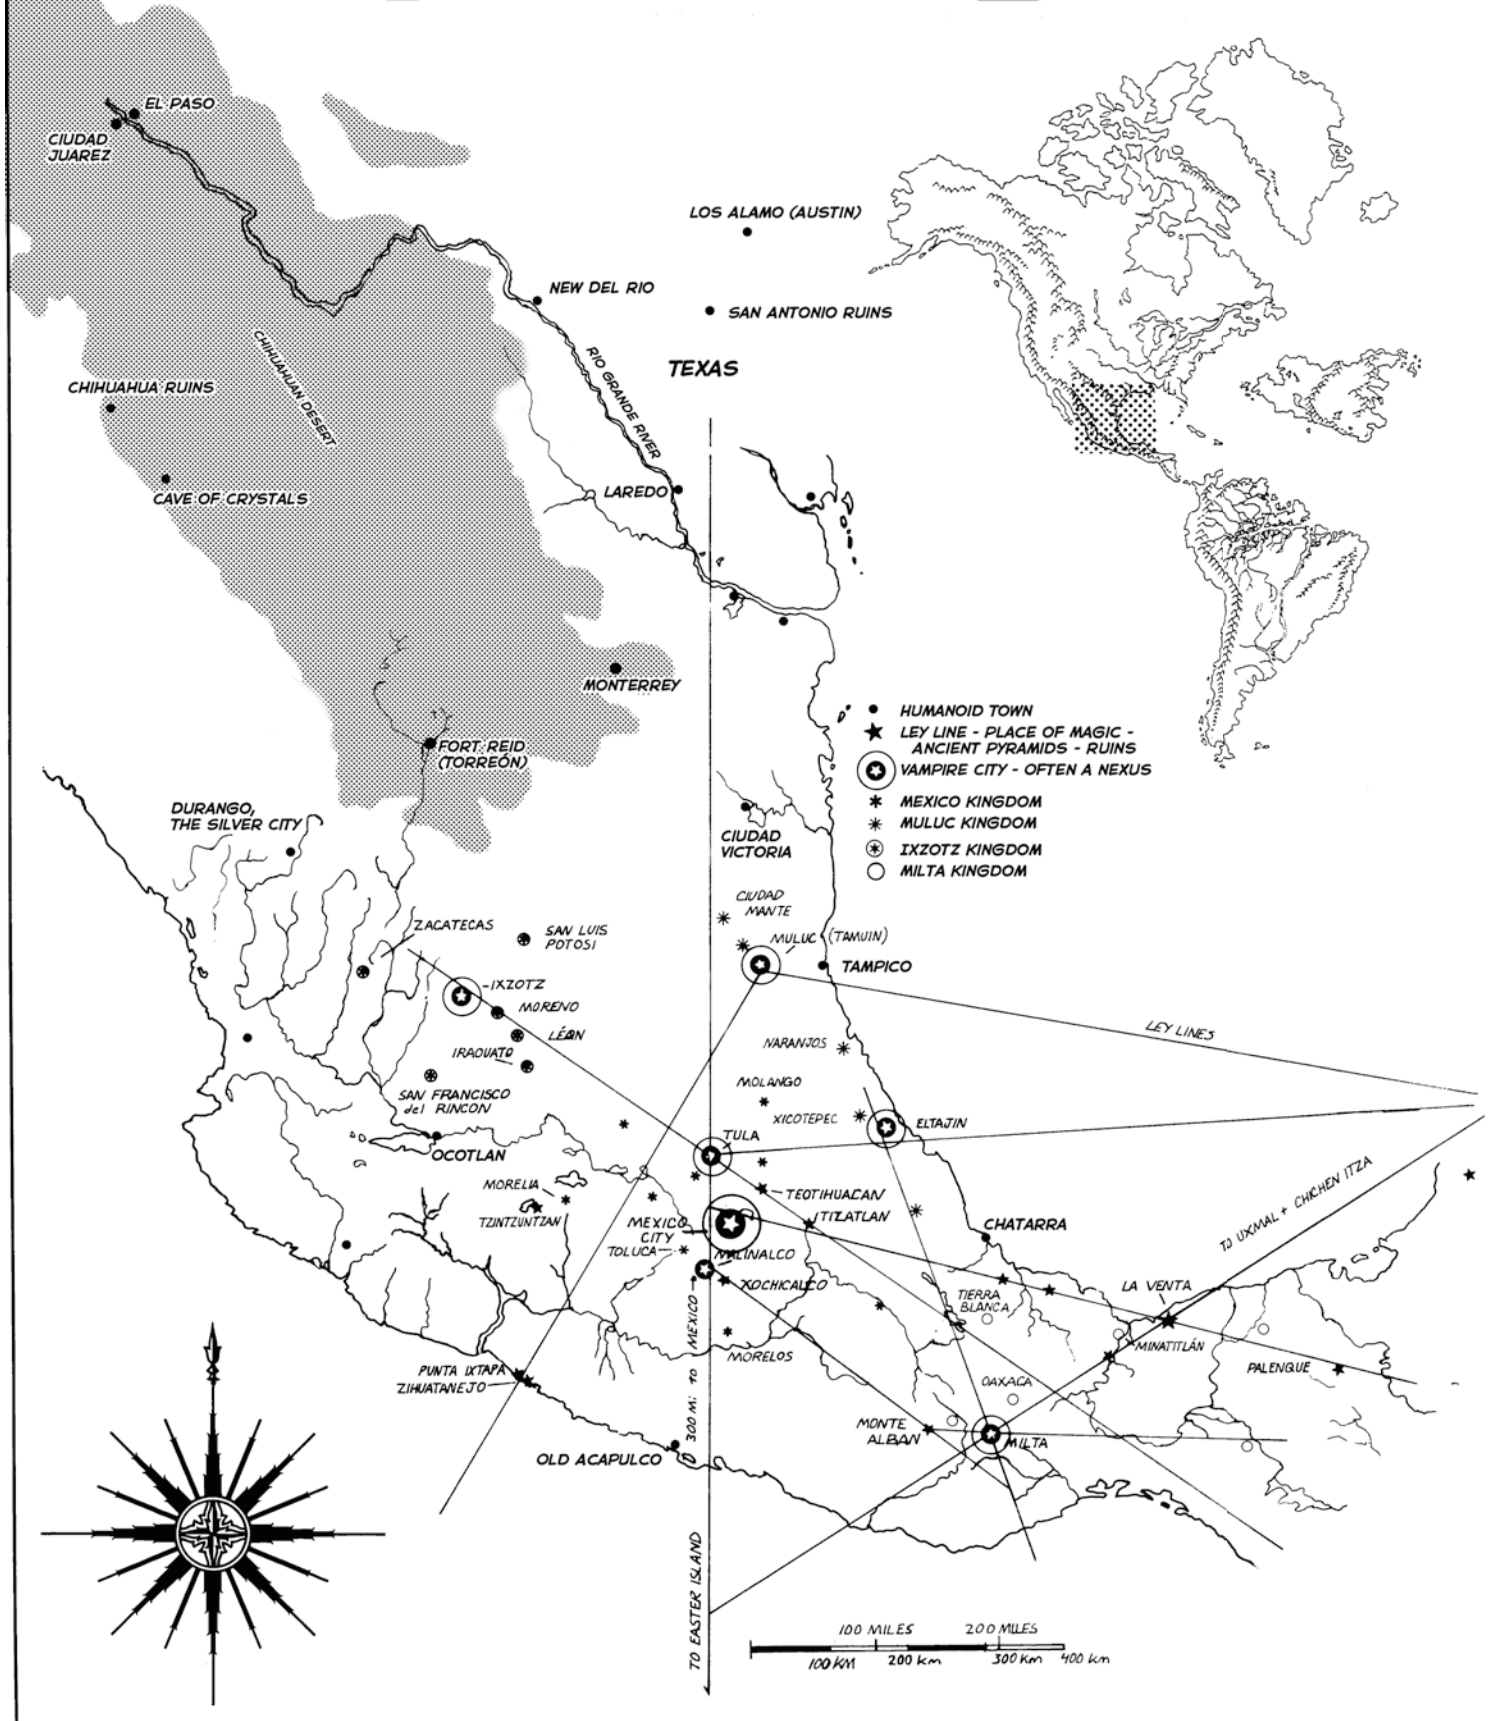 EL PASO
CIUDAD
JUAREZ
LOS ALAMO (AUSTIN)
NEW DEL RIO
SAN ANTONIO RUINS
TEXAS
CHIHUAHUAN DESERT
RIO GRANDE RIVER
CHIHUAHUA RUINS
CAVE OF CRYSTALS
LAREDO
MONTERREY
FORT REID
(TORREÓN)
HUMANOID TOWN
LEY LINE - PLACE OF MAGIC -
ANCIENT PYRAMIDS - RUINS
VAMPIRE CITY - OFTEN A NEXUS
MEXICO KINGDOM
MULUC KINGDOM
IXZOTZ KINGDOM
MILTA KINGDOM
DURANGO,
THE SILVER CITY
CIUDAD
VICTORIA
CIUDAD
MANTE
ZACATECAS
SAN LUIS
POTOSI
MULUC (TAMUIN)
TAMPICO
-IXZOTZ
MORENO
LÉON
IRAOUATO
SAN FRANCISCO
del RINCON
LEY LINES
NARANJOS
MOLANGO
XICOTEPEC
ELTAJIN
TULA
OCOTLAN
MORELIA
TZINTZUNTZAN
TEOTIHUACAN
ITIZATLAN
MEXICO
CITY
TOLUCA
MALINALCO
XOCHICALCO
CHATARRA
TO UXMAL + CHICHEN ITZA
LA VENTA
TIERRA
BLANCA
MINATITLÁN
PALENQUE
MORELOS
PUNTA IXTAPA
ZIHUATANEJO
OAXACA
MONTE
ALBAN
MILTA
OLD ACAPULCO
300 Mi TO MEXICO
TO EASTER ISLAND
100 MILES 200 MILES
100 KM 200 Km 300 Km 400 Km